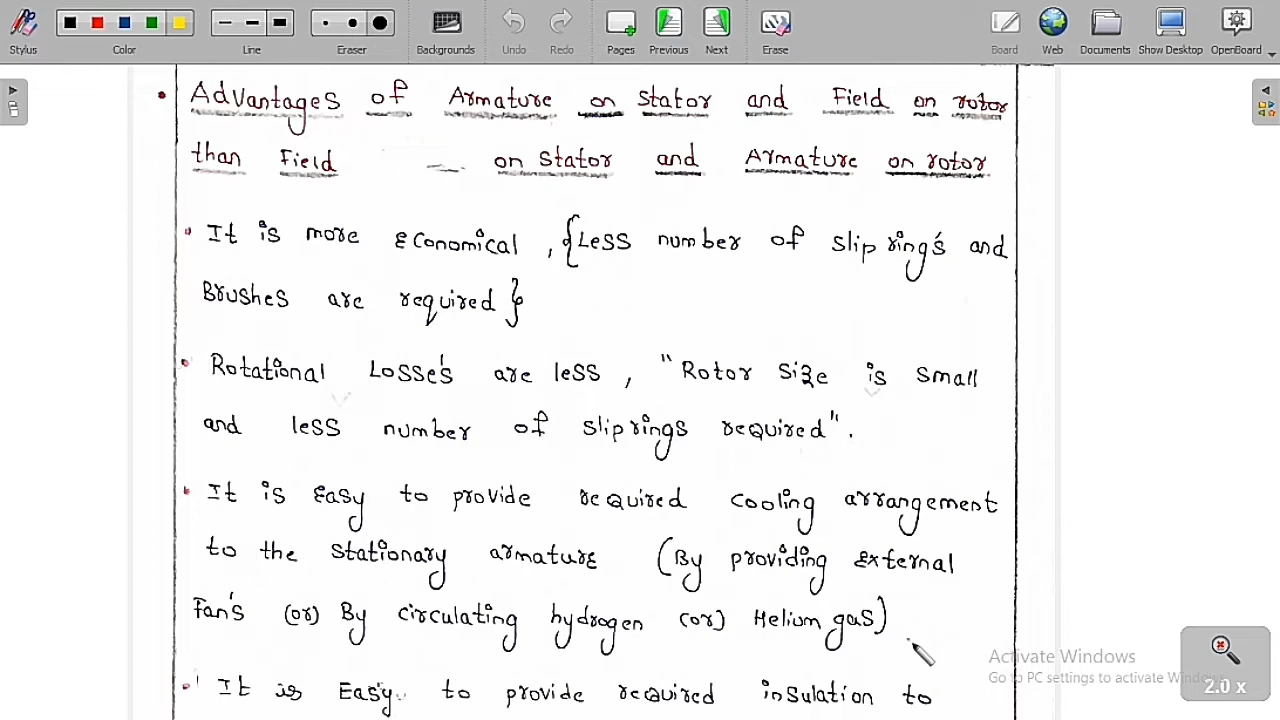 Stylus
Color
Line
Eraser
Backgrounds
Undo
Redo
Pages
Previous
Next
Erase
Board
Web
Documents
Show Desktop
OpenBoard
• Advantages of Armature on stator and Field on rotor
than Field on stator and Armature on rotor
• It is more economical , {Less number of slip ring's and
Brushes are required}
• Rotational Losse's are less , "Rotor size is small
and less number of sliprings required".
• It is easy to provide required cooling arrangement
to the stationary armature (By providing external
Fan's (or) By circulating hydrogen (or) Helium gas)
• It is Easy to provide required insulation to
Activate Windows
Go to PC settings to activate Windows
2.0 x